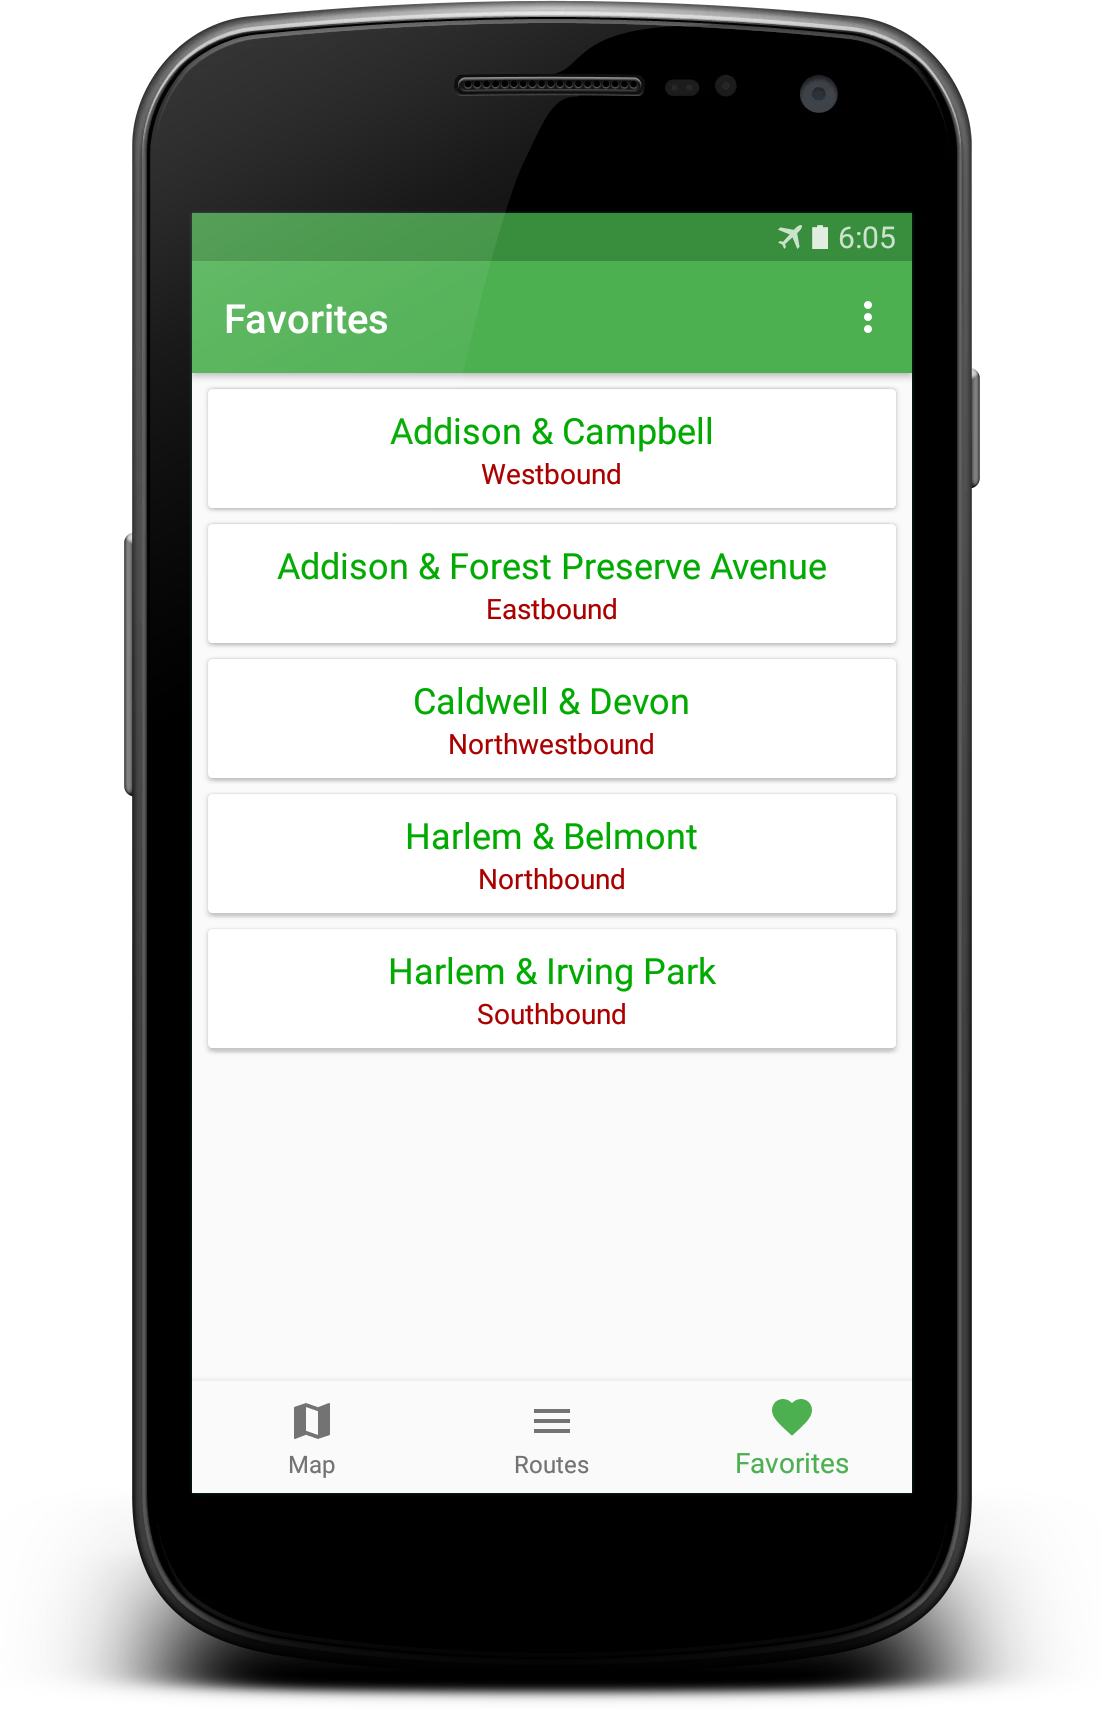 6:05
Favorites
Addison & Campbell
Westbound
Addison & Forest Preserve Avenue
Eastbound
Caldwell & Devon
Northwestbound
Harlem & Belmont
Northbound
Harlem & Irving Park
Southbound
Map
Routes
Favorites